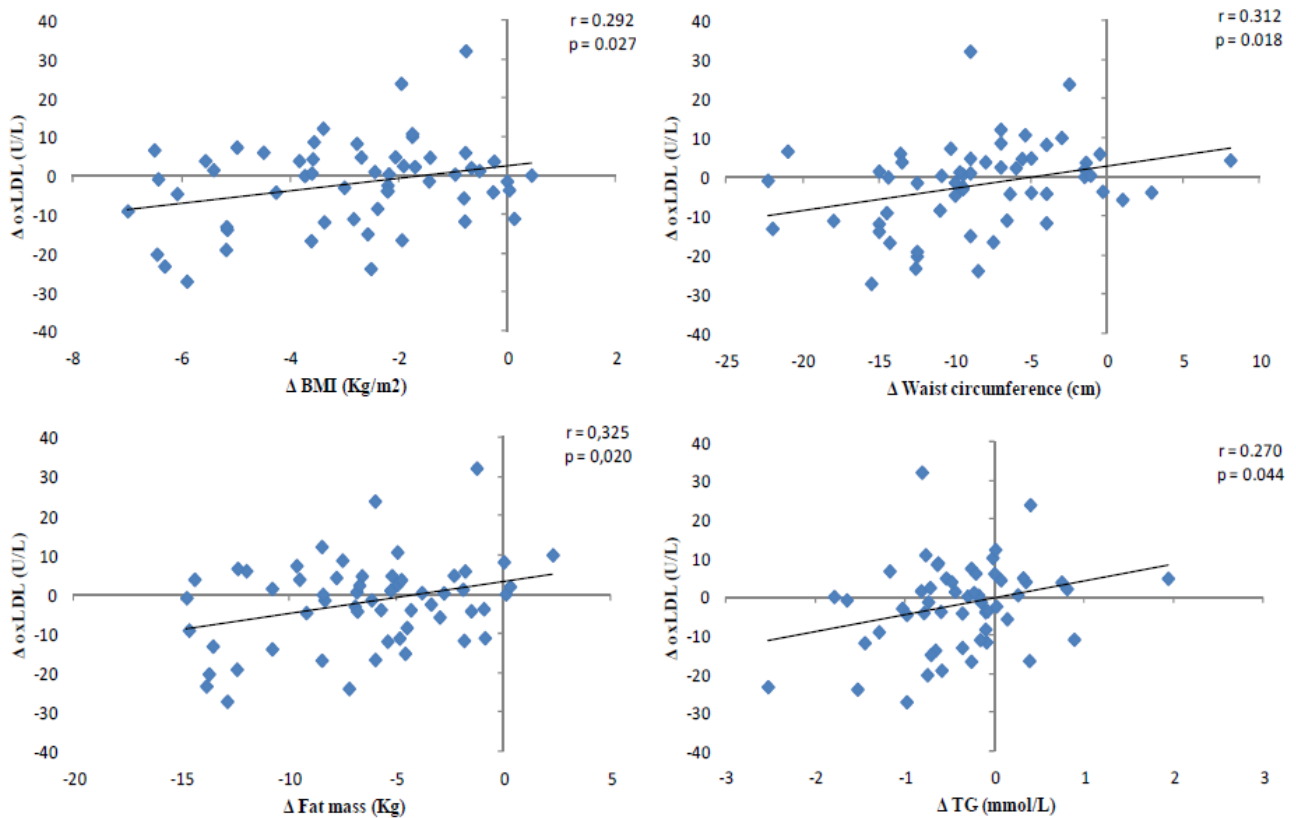 r = 0.292
p = 0.027
40
30
20
10
0
-10
-20
-30
-40
Δ oxLDL (U/L)
-8 -6 -4 -2 0 2
Δ BMI (Kg/m2)
r = 0.312
p = 0.018
40
30
20
10
0
-10
-20
-30
-40
Δ oxLDL (U/L)
-25 -20 -15 -10 -5 0 5 10
Δ Waist circumference (cm)
r = 0,325
p = 0,020
40
30
20
10
0
-10
-20
-30
-40
Δ oxLDL (U/L)
-20 -15 -10 -5 0 5
Δ Fat mass (Kg)
r = 0.270
p = 0.044
40
30
20
10
0
-10
-20
-30
-40
Δ oxLDL (U/L)
-3 -2 -1 0 1 2 3
Δ TG (mmol/L)